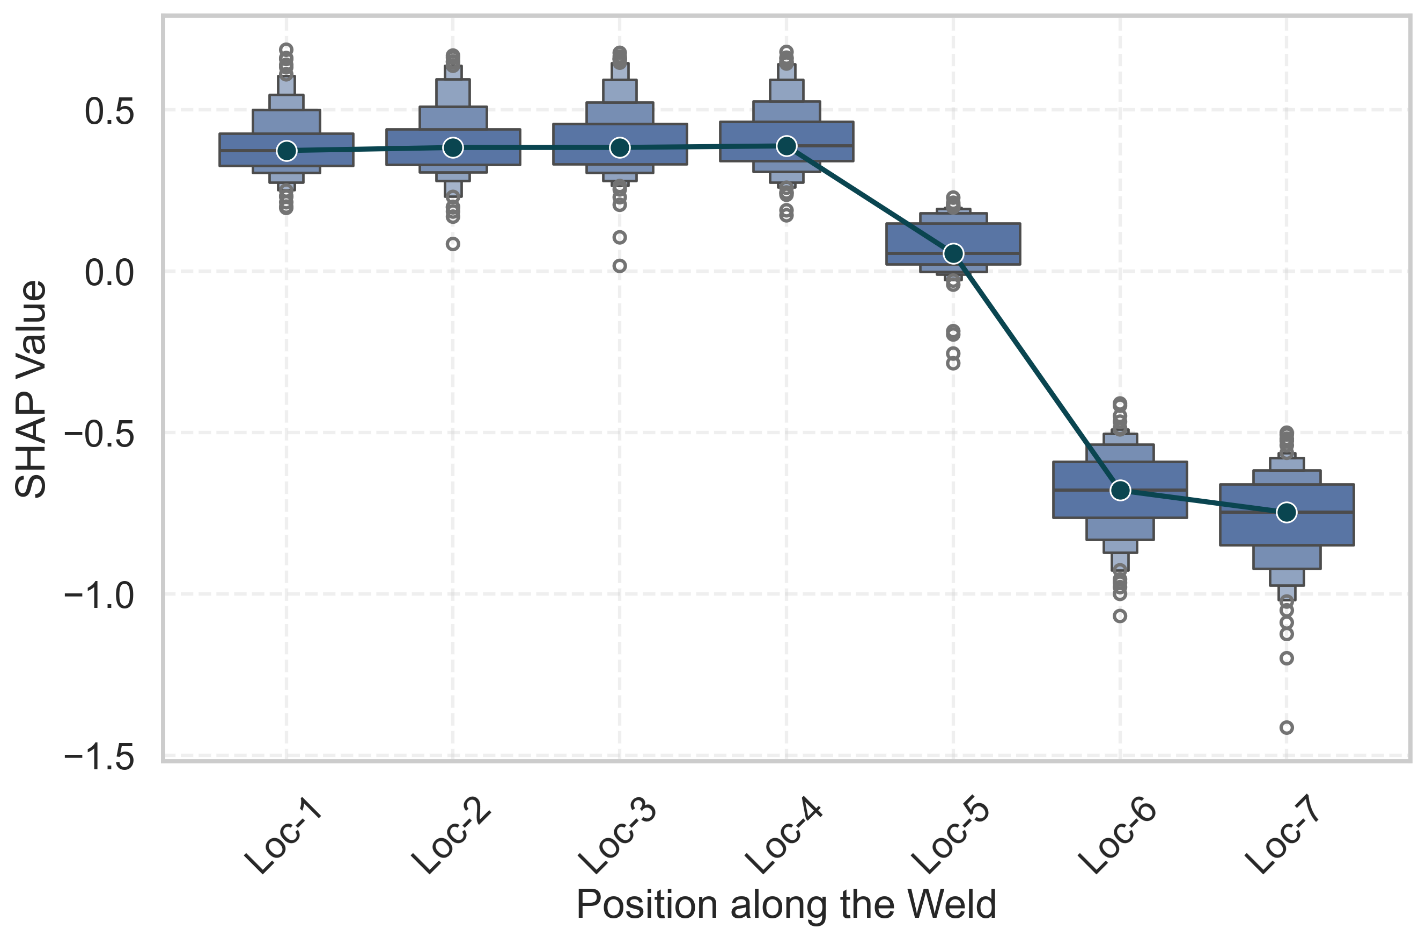 SHAP Value
0.5
0.0
−0.5
−1.0
−1.5
Loc-1
Loc-2
Loc-3
Loc-4
Loc-5
Loc-6
Loc-7
Position along the Weld